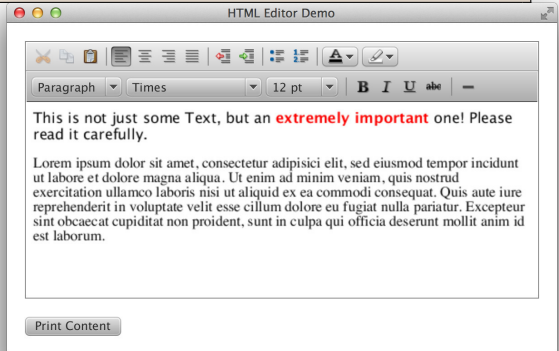 HTML Editor Demo
Paragraph Times 12 pt B I U abc
This is not just some Text, but an extremely important one! Please
read it carefully.
Lorem ipsum dolor sit amet, consectetur adipisici elit, sed eiusmod tempor incidunt
ut labore et dolore magna aliqua. Ut enim ad minim veniam, quis nostrud
exercitation ullamco laboris nisi ut aliquid ex ea commodi consequat. Quis aute iure
reprehenderit in voluptate velit esse cillum dolore eu fugiat nulla pariatur. Excepteur
sint obcaecat cupiditat non proident, sunt in culpa qui officia deserunt mollit anim id
est laborum.
Print Content